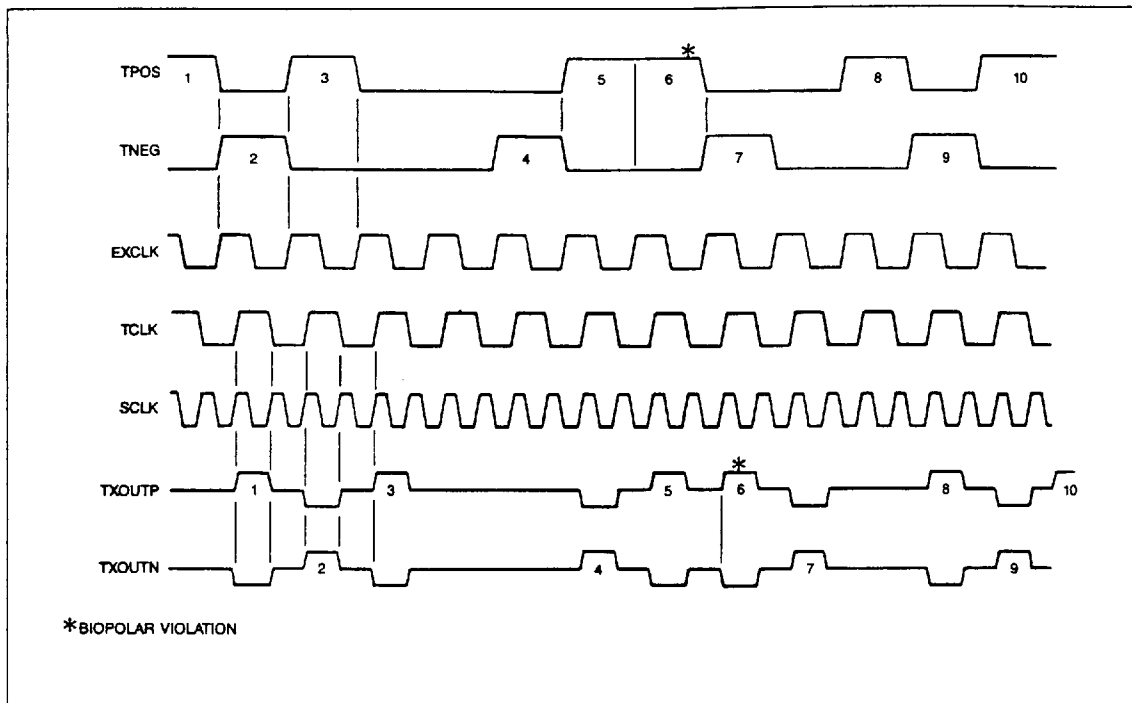 TPOS 1 3 5 6 * 8 10
TNEG 2 4 7 9
EXCLK
TCLK
SCLK
TXOUTP 1 3 5 * 6 8 10
TXOUTN 2 4 7 9
*BIOPOLAR VIOLATION